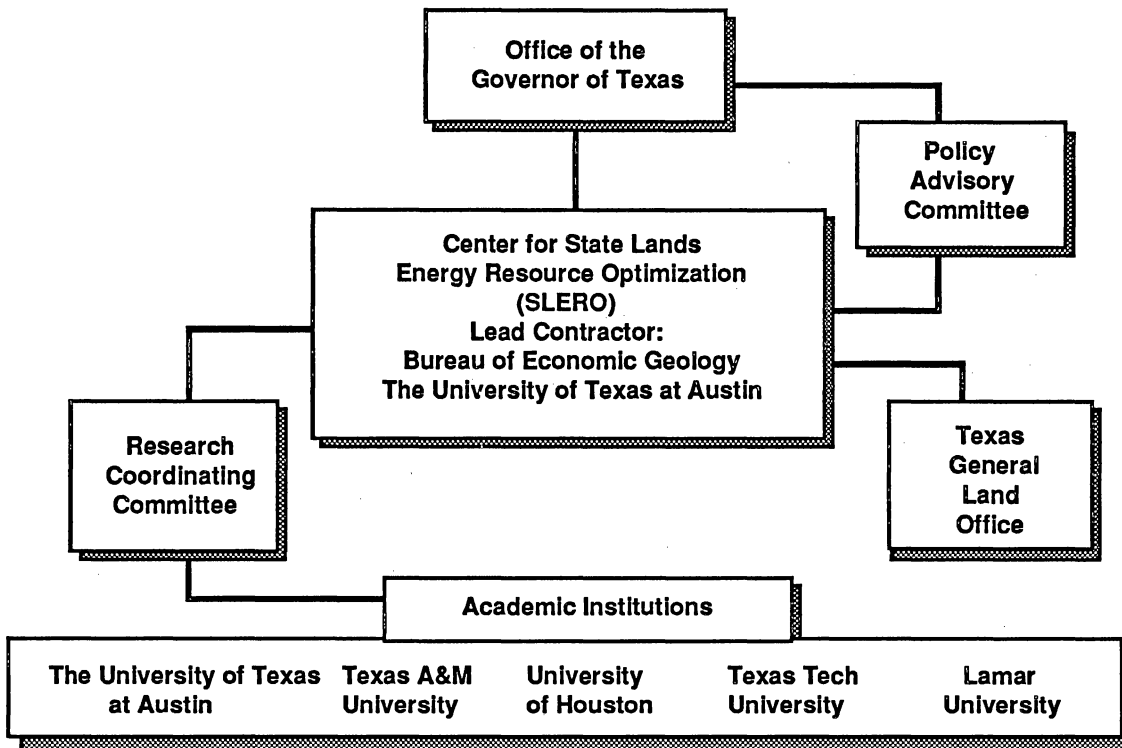 Office of the
Governor of Texas
Policy
Advisory
Committee
Center for State Lands
Energy Resource Optimization
(SLERO)
Lead Contractor:
Bureau of Economic Geology
The University of Texas at Austin
Research
Coordinating
Committee
Texas
General
Land
Office
Academic Institutions
The University of Texas
at Austin
Texas A&M
University
University
of Houston
Texas Tech
University
Lamar
University